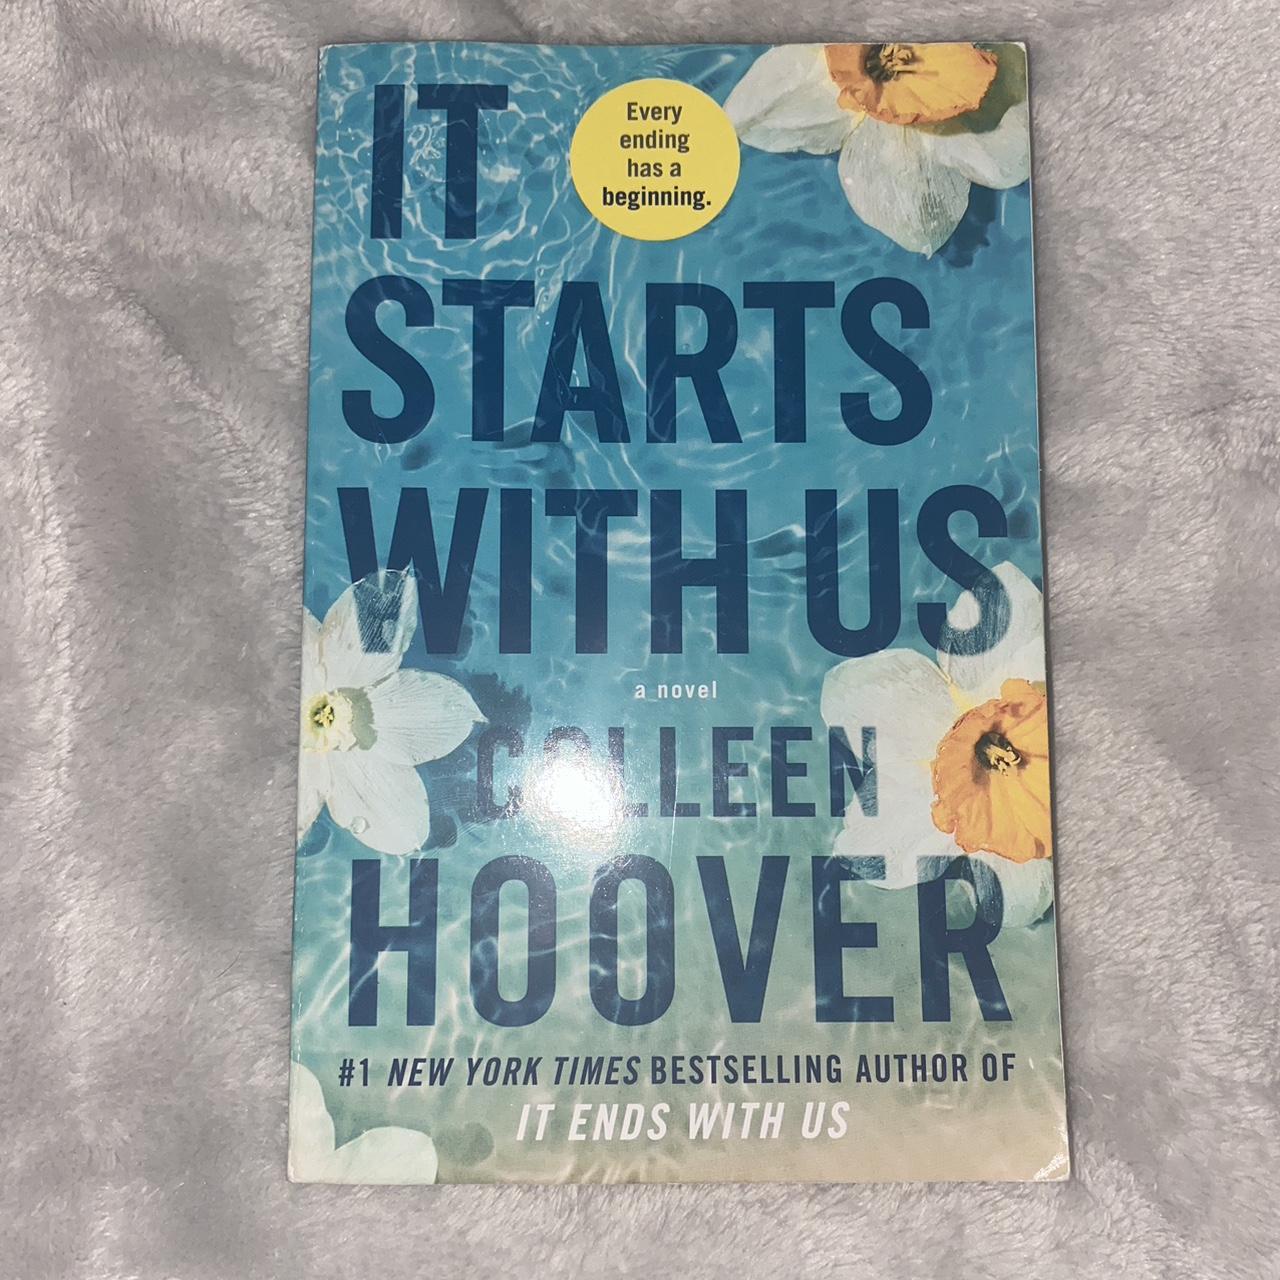 IT
Every
ending
has a
beginning.
STARTS
WITH US
a novel
COLLEEN
HOOVER
#1 NEW YORK TIMES BESTSELLING AUTHOR OF
IT ENDS WITH US